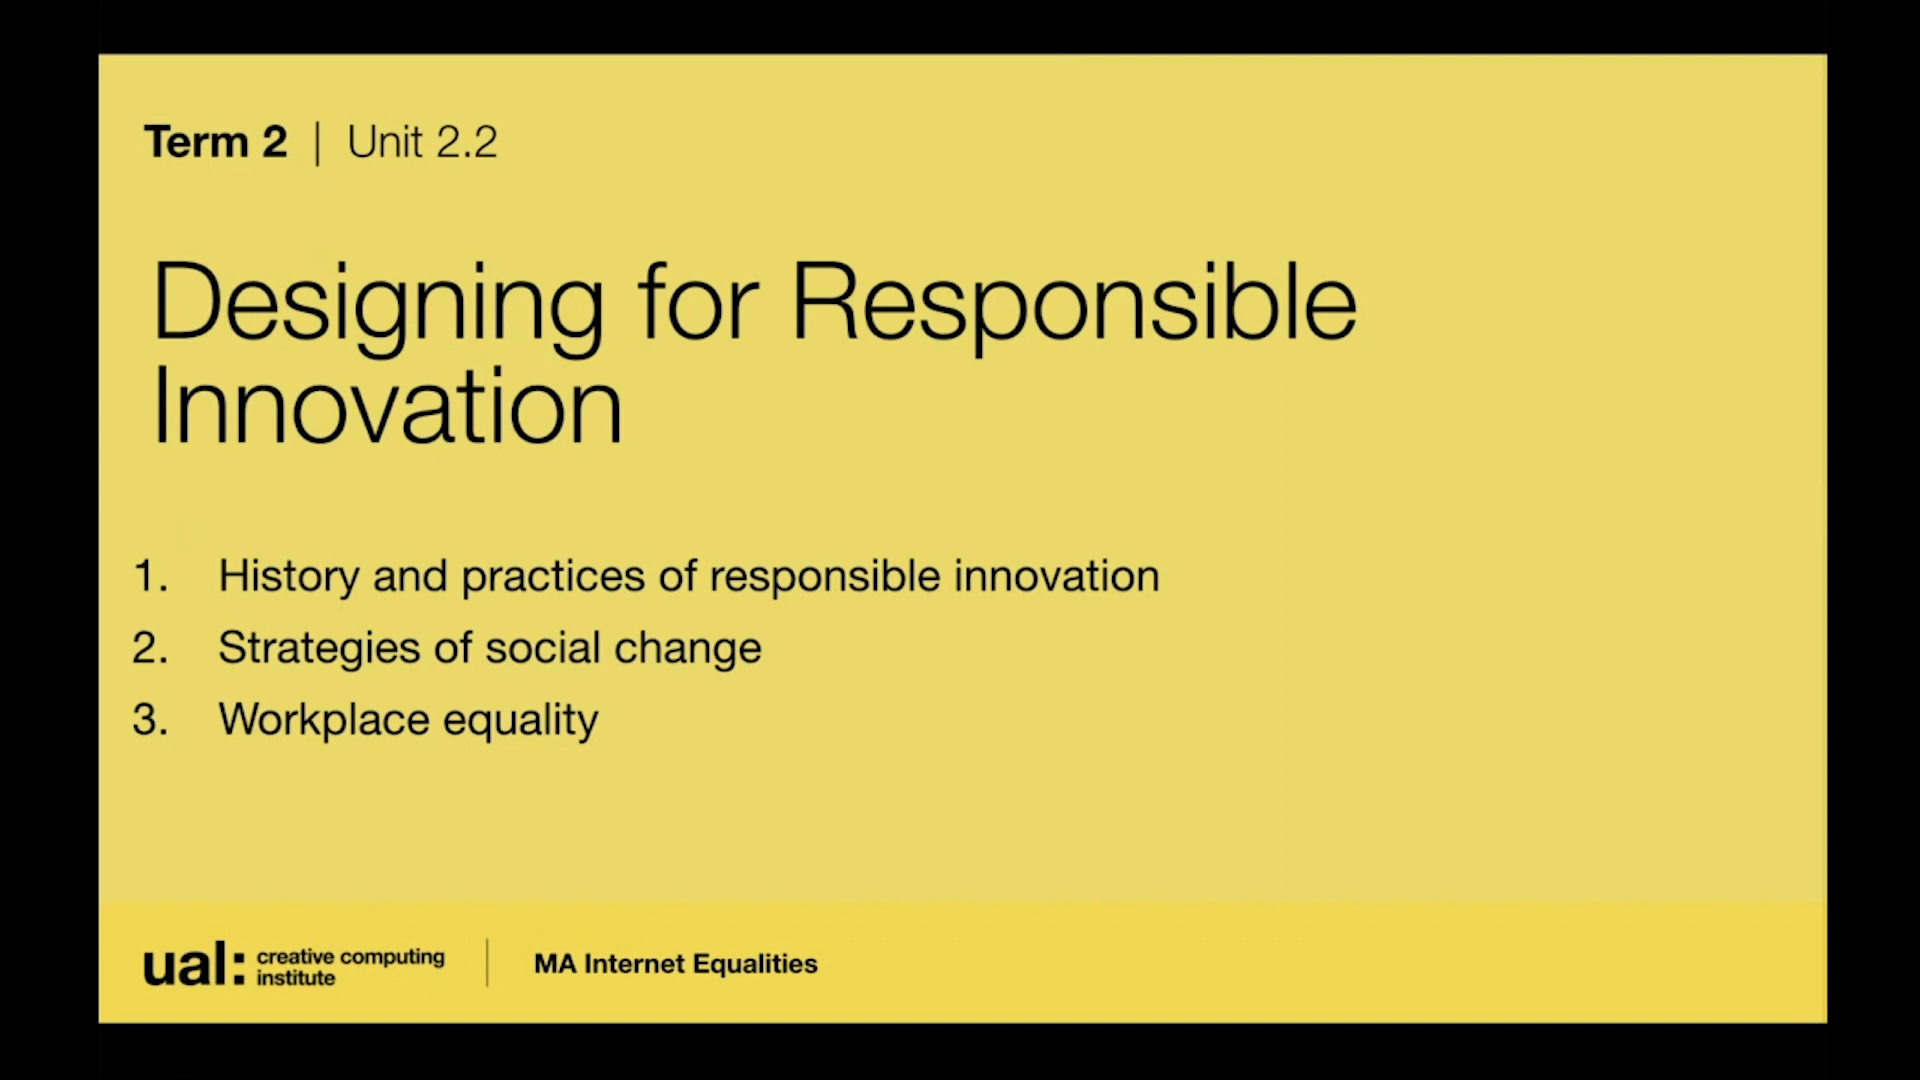 Term 2 | Unit 2.2
Designing for Responsible
Innovation
1. History and practices of responsible innovation
2. Strategies of social change
3. Workplace equality
ual: creative computing
institute
MA Internet Equalities